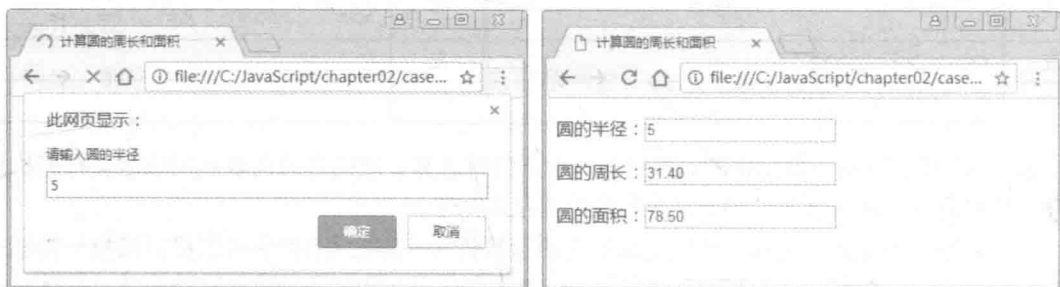 计算圆的周长和面积
file:///C:/JavaScript/chapter02/case...
此网页显示：
请输入圆的半径
5
确定
取消
计算圆的周长和面积
file:///C:/JavaScript/chapter02/case...
圆的半径：5
圆的周长：31.40
圆的面积：78.50